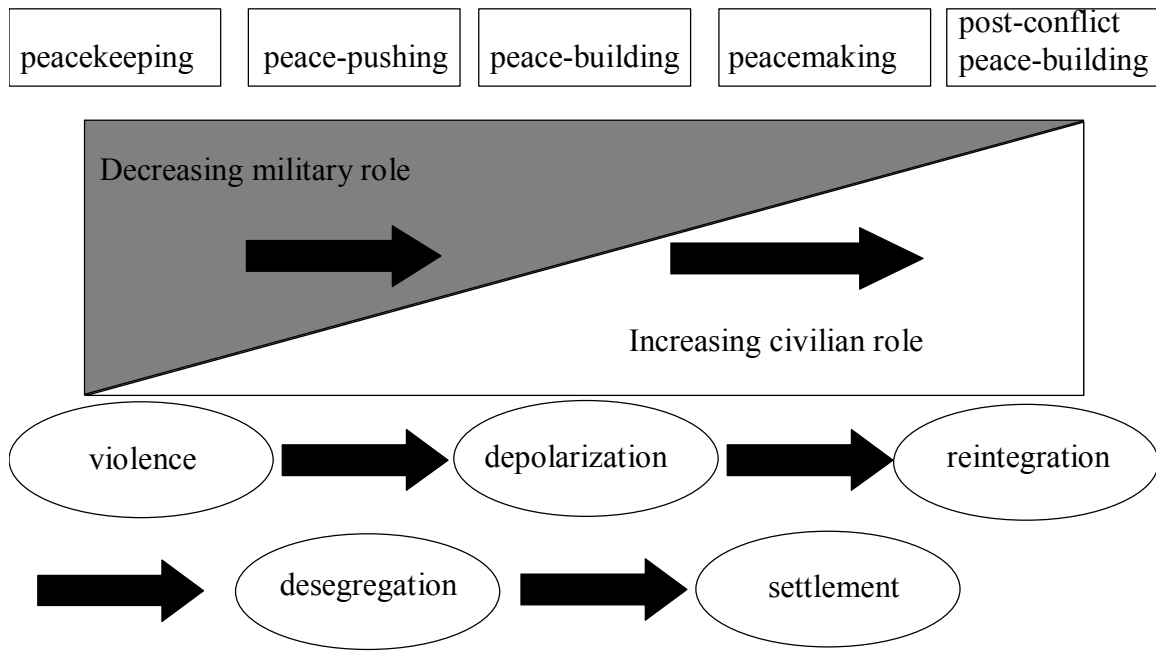 peacekeeping
peace-pushing
peace-building
peacemaking
post-conflict
peace-building
Decreasing military role
Increasing civilian role
violence
depolarization
reintegration
desegregation
settlement